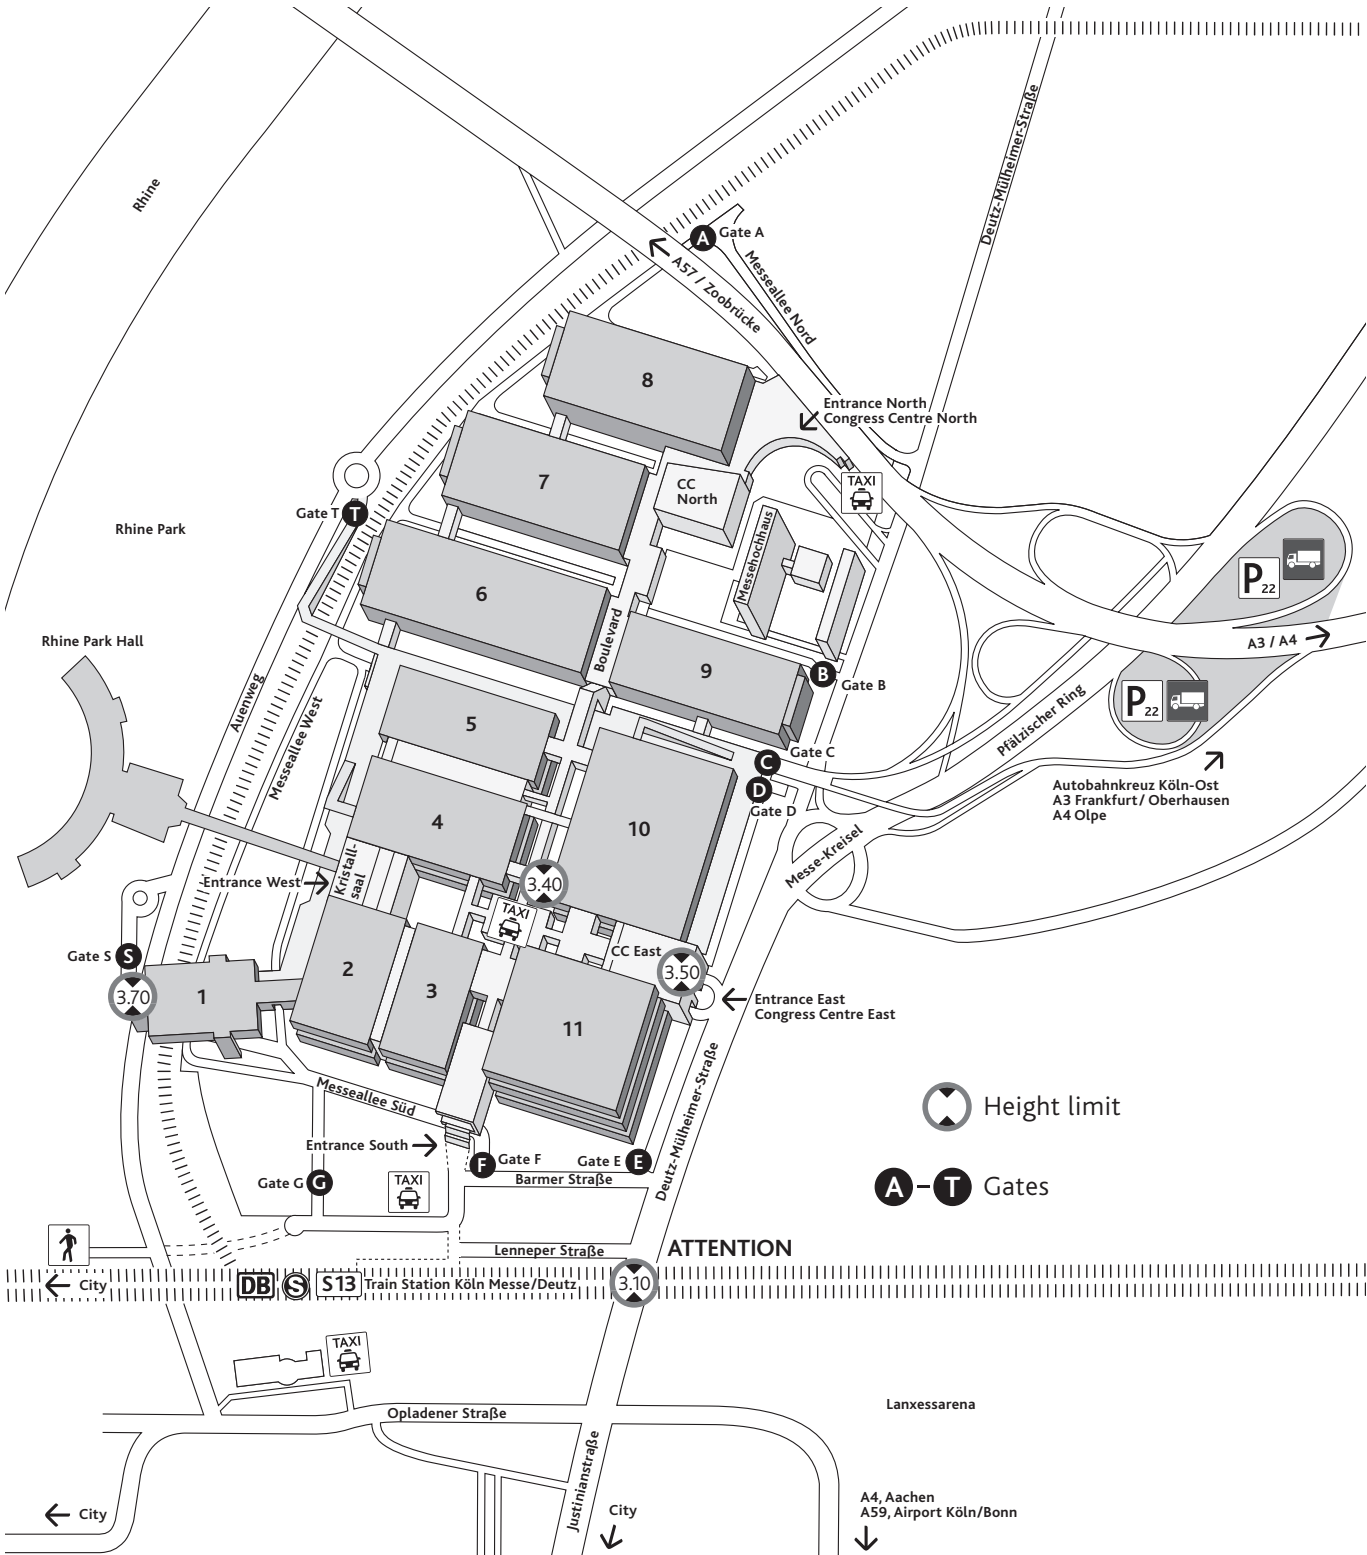 Deutz-Mülheimer-Straße
Rhine
A
Gate A
Messeallee Nord
A57 / Zoobrücke
8
Entrance North
Congress Centre North
7
CC
North
TAXI
Gate T
T
Rhine Park
Messehochhaus
P22
6
Rhine Park Hall
Boulevard
A3 / A4
9
B
Gate B
P22
Auenweg
Messeallee West
5
Pfälzischer Ring
Gate C
C
D
Gate D
Autobahnkreuz Köln-Ost
A3 Frankfurt / Oberhausen
A4 Olpe
4
10
Messe-Kreisel
Kristall-
saal
Entrance West
3.40
TAXI
Gate S
S
CC East
3.50
2
3
3.70
1
Entrance East
Congress Centre East
11
Messeallee Süd
Deutz-Mülheimer-Straße
Height limit
Entrance South
F
Gate F
Gate E
E
Gate G
G
TAXI
Barmer Straße
A – T
Gates
Lenneper Straße
ATTENTION
City
DB
S
S13
Train Station Köln Messe/Deutz
3.10
TAXI
Opladener Straße
Lanxessarena
Justinianstraße
City
City
A4, Aachen
A59, Airport Köln/Bonn